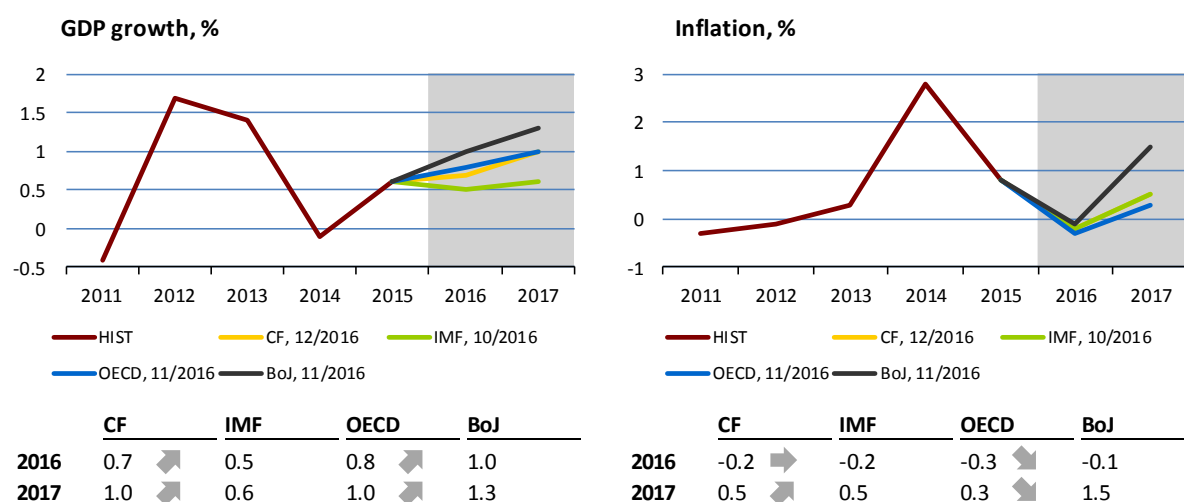 GDP growth, %
2
1.5
1
0.5
0
-0.5
2011 2012 2013 2014 2015 2016 2017
HIST CF, 12/2016 IMF, 10/2016
OECD, 11/2016 BoJ, 11/2016
CF IMF OECD BoJ
2016 0.7 0.5 0.8 1.0
2017 1.0 0.6 1.0 1.3
Inflation, %
3
2
1
0
-1
2011 2012 2013 2014 2015 2016 2017
HIST CF, 12/2016 IMF, 10/2016
OECD, 11/2016 BoJ, 11/2016
CF IMF OECD BoJ
2016 -0.2 -0.2 -0.3 -0.1
2017 0.5 0.5 0.3 1.5